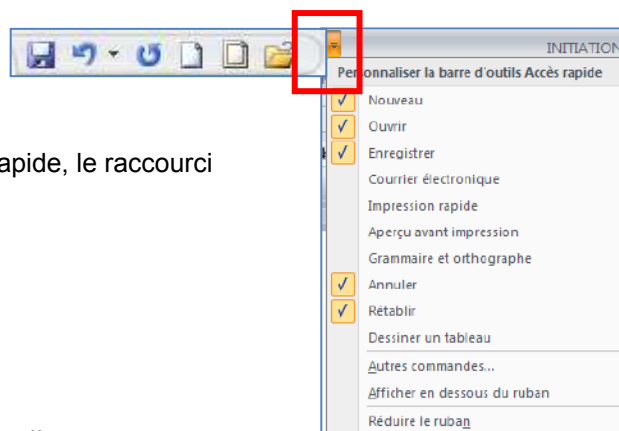 INITIATION
Personnaliser la barre d'outils Accès rapide
Nouveau
Ouvrir
apide, le raccourci
Enregistrer
Courrier électronique
Impression rapide
Aperçu avant impression
Grammaire et orthographe
Annuler
Rétablir
Dessiner un tableau
Autres commandes...
Afficher en dessous du ruban
Réduire le ruban